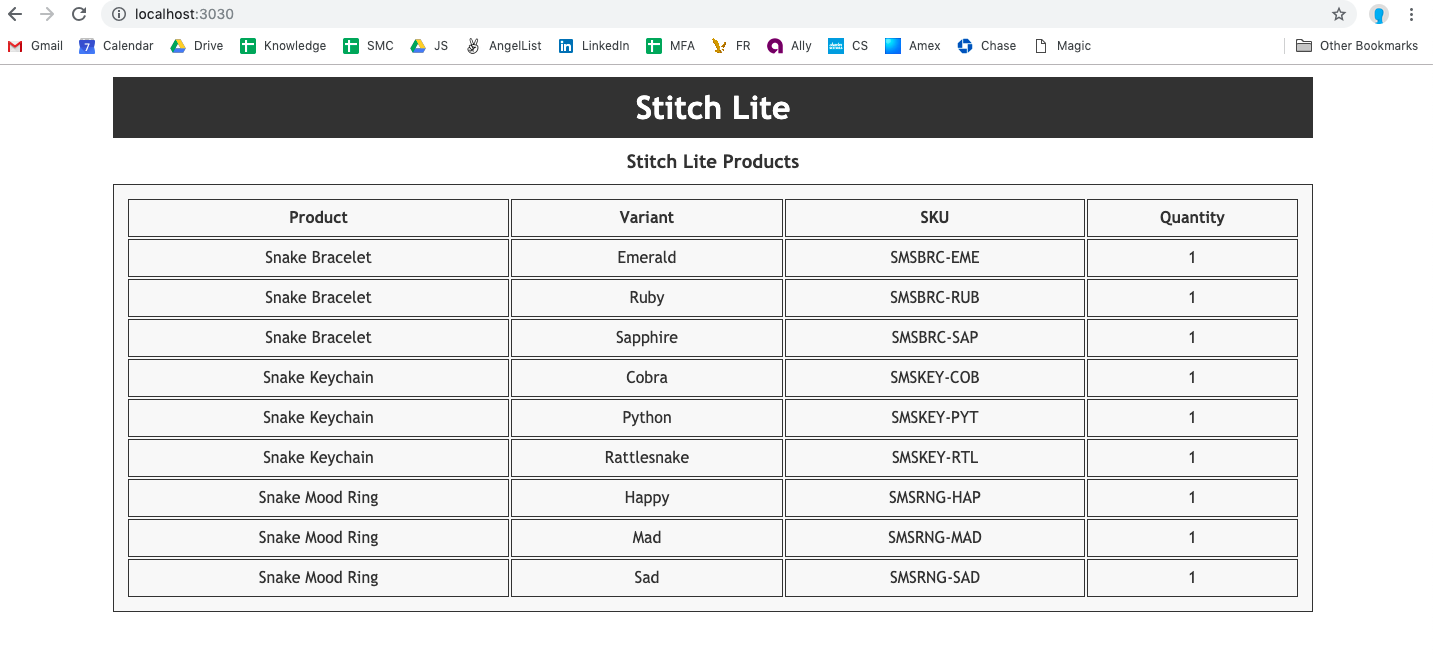 localhost:3030
Gmail Calendar Drive Knowledge SMC JS AngelList LinkedIn MFA FR Ally CS Amex Chase Magic Other Bookmarks
Stitch Lite
Stitch Lite Products
Product Variant SKU Quantity
Snake Bracelet Emerald SMSBRC-EME 1
Snake Bracelet Ruby SMSBRC-RUB 1
Snake Bracelet Sapphire SMSBRC-SAP 1
Snake Keychain Cobra SMSKEY-COB 1
Snake Keychain Python SMSKEY-PYT 1
Snake Keychain Rattlesnake SMSKEY-RTL 1
Snake Mood Ring Happy SMSRNG-HAP 1
Snake Mood Ring Mad SMSRNG-MAD 1
Snake Mood Ring Sad SMSRNG-SAD 1